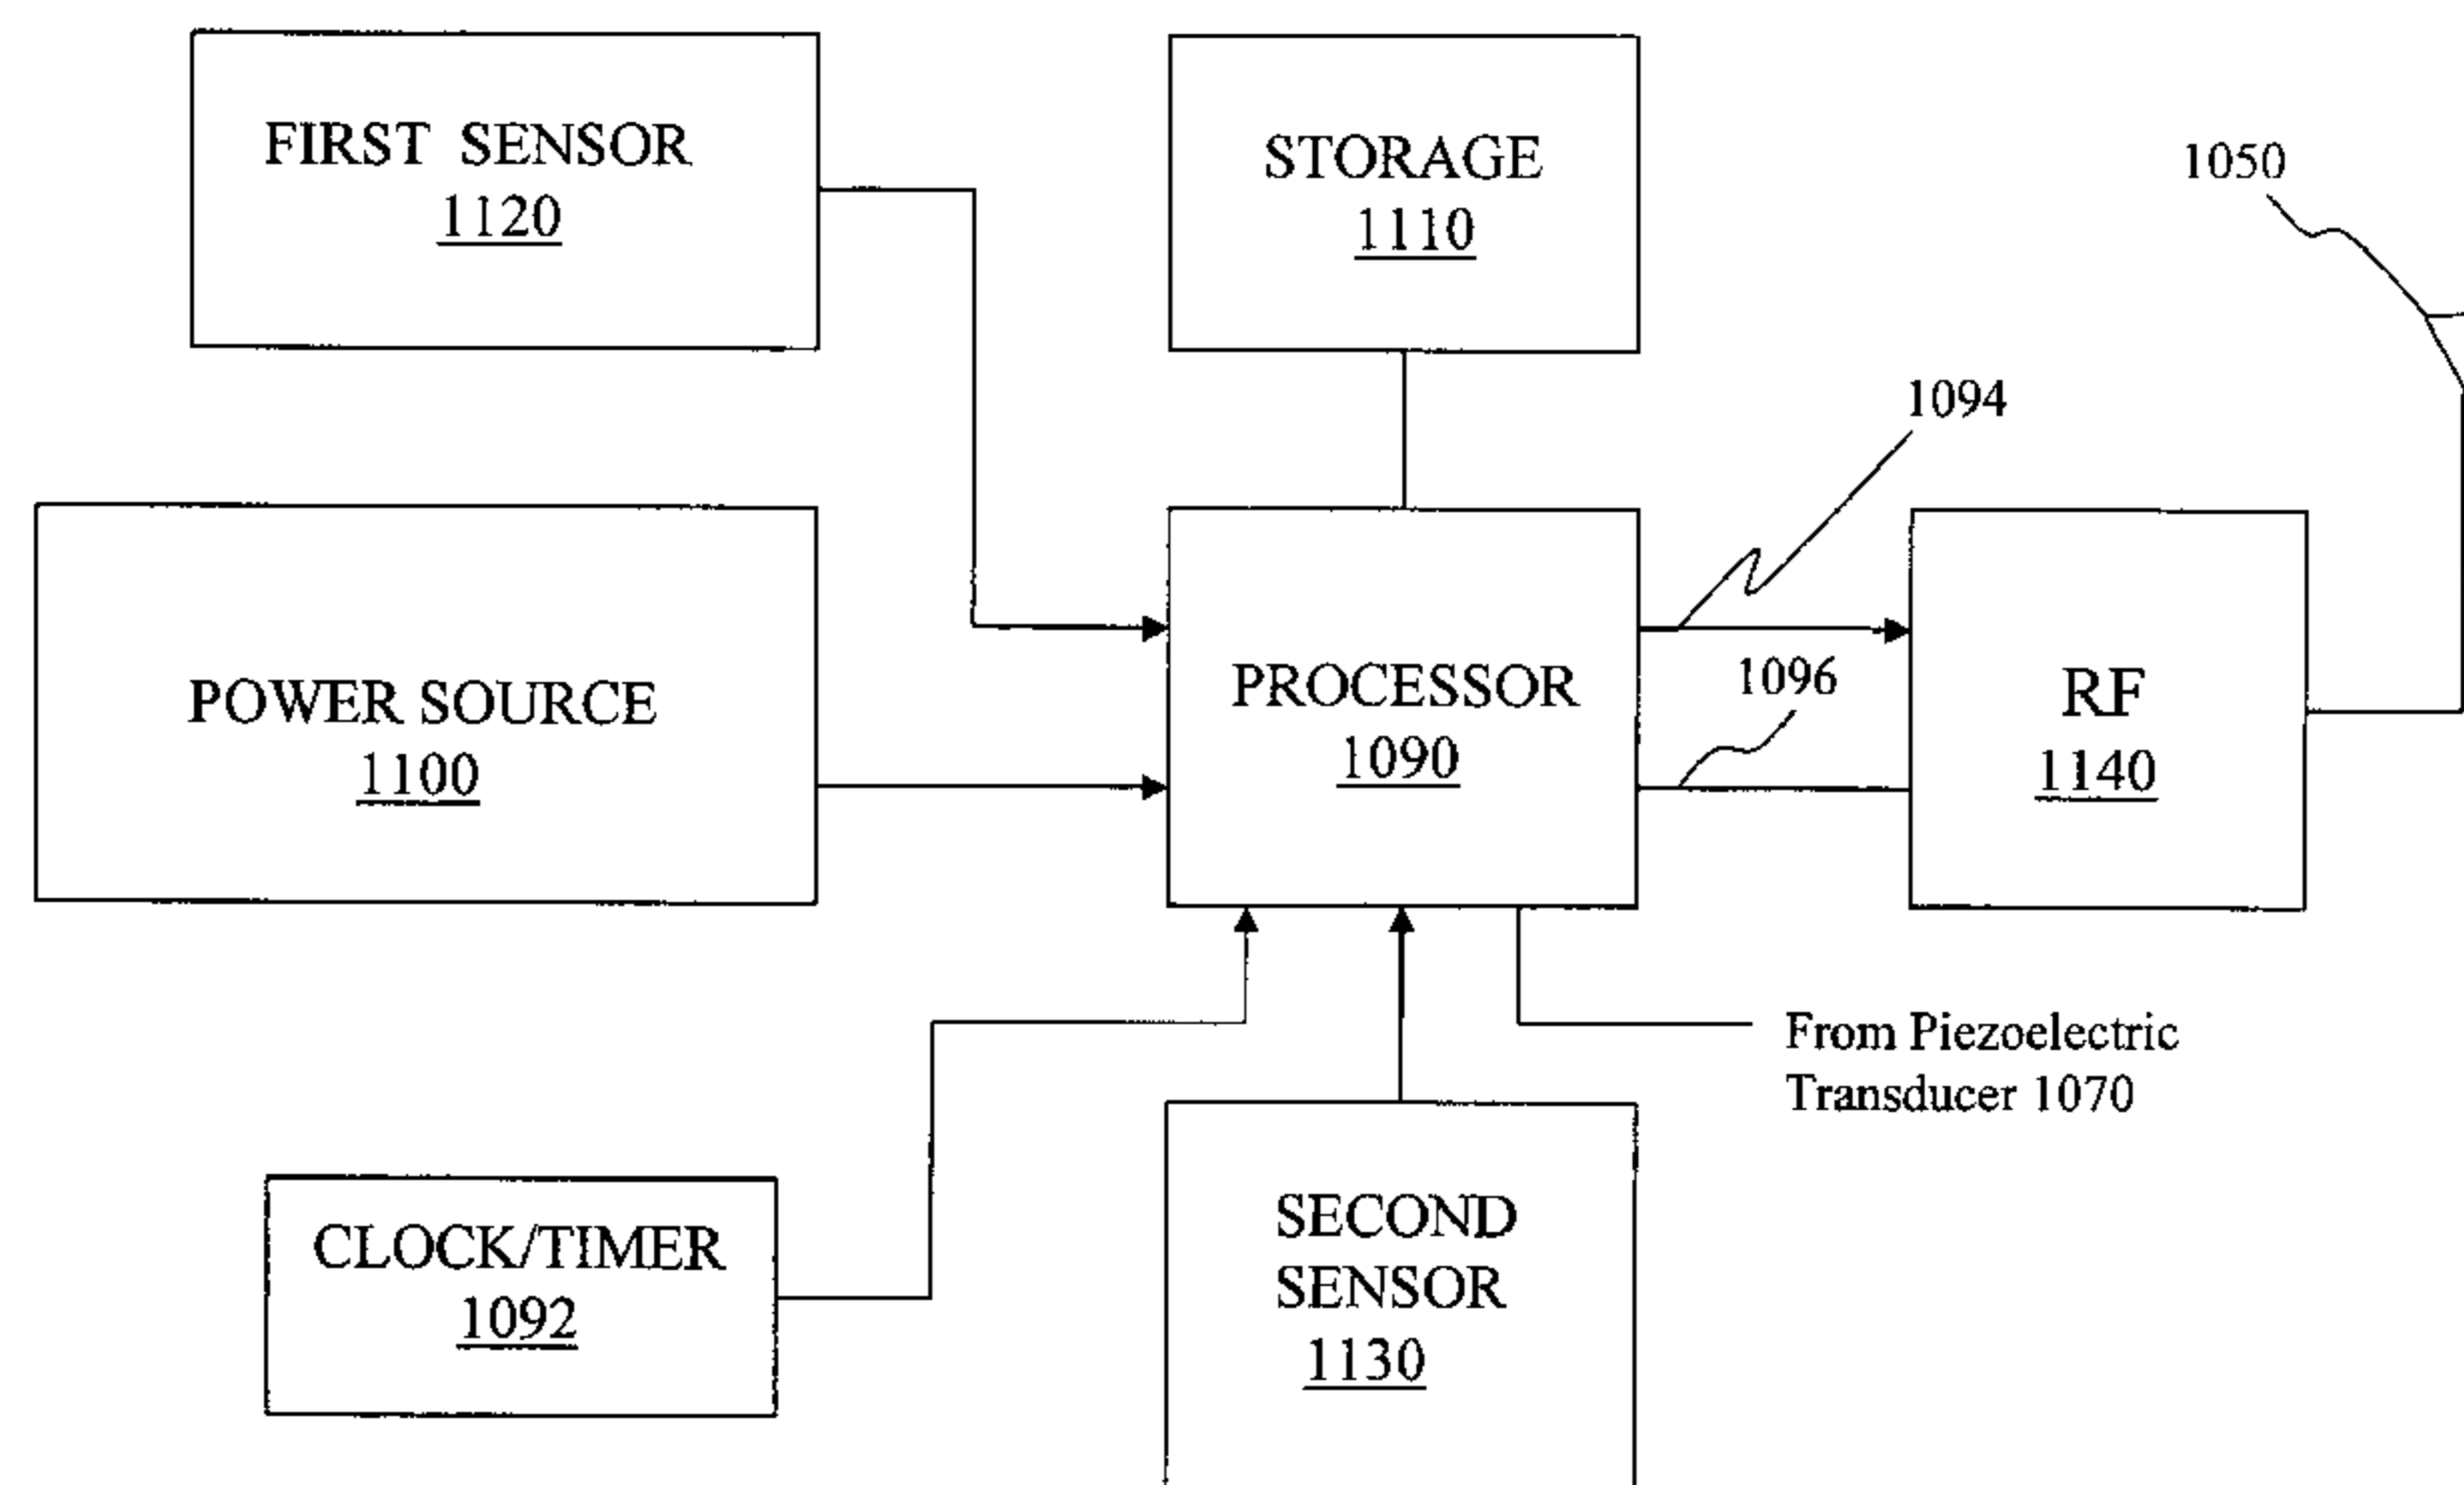 FIRST SENSOR
1120
STORAGE
1110
1050
1094
POWER SOURCE
1100
PROCESSOR
1090
1096
RF
1140
From Piezoelectric
Transducer 1070
CLOCK/TIMER
1092
SECOND
SENSOR
1130